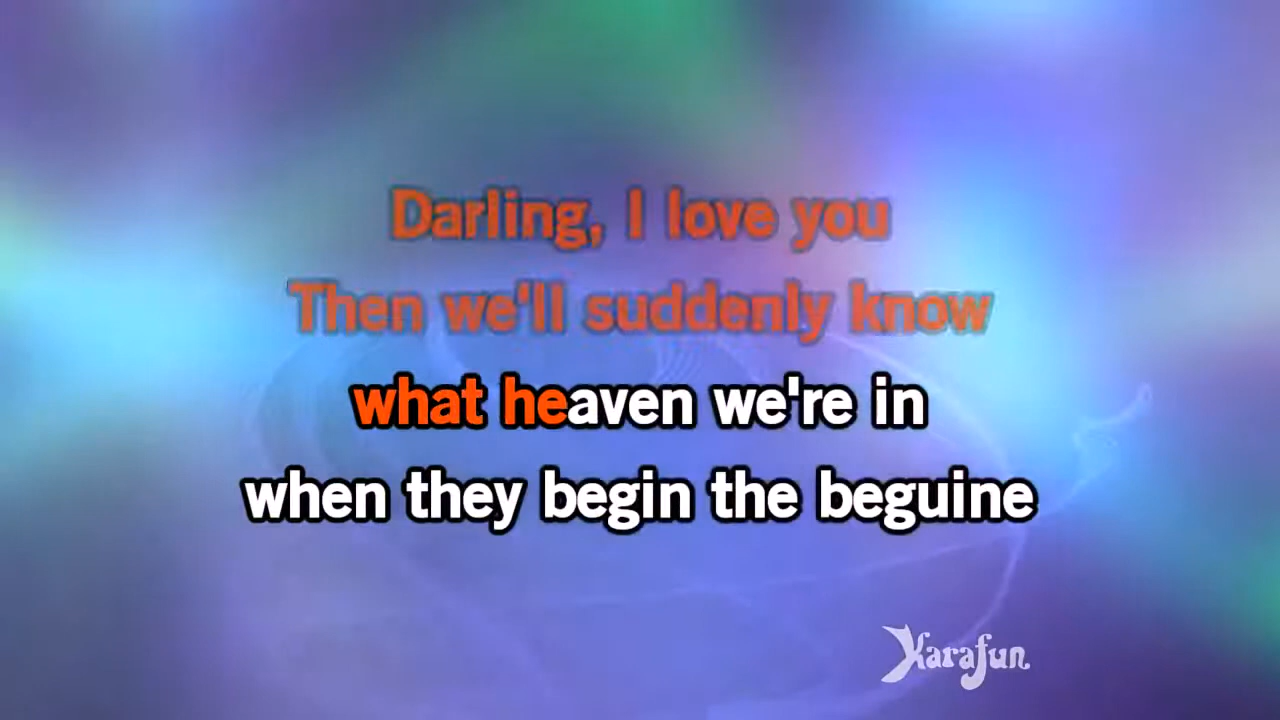 Darling, I love you
Then we'll suddenly know
what heaven we're in
when they begin the beguine
Karafun